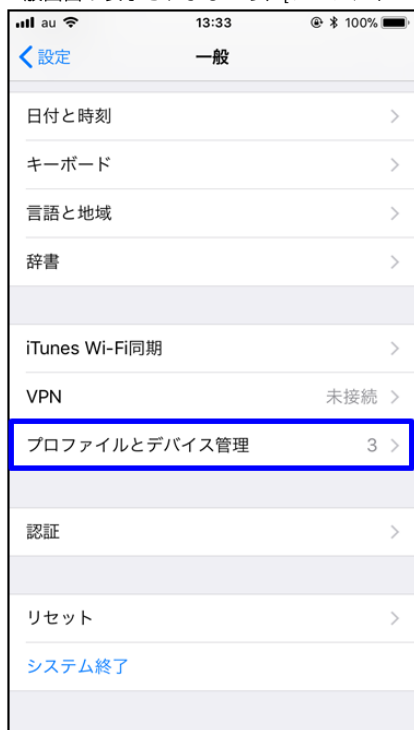 au 13:33 100%
設定 一般
日付と時刻
キーボード
言語と地域
辞書
iTunes Wi-Fi同期
VPN 未接続
プロファイルとデバイス管理 3
認証
リセット
システム終了